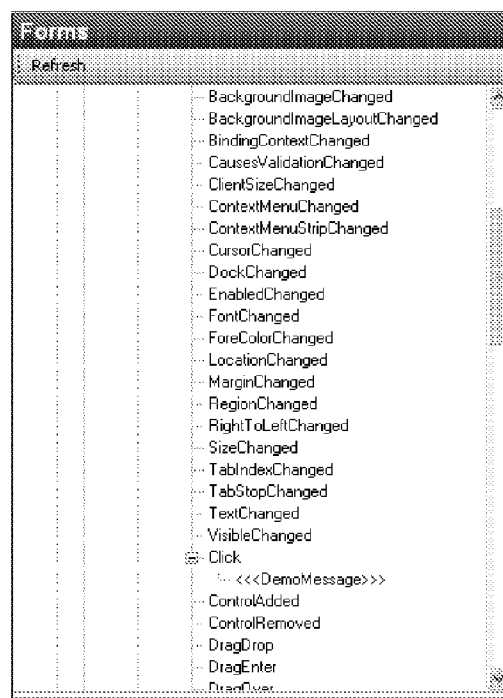 Forms
Refresh
BackgroundImageChanged
BackgroundImageLayoutChanged
BindingContextChanged
CausesValidationChanged
ClientSizeChanged
ContextMenuChanged
ContextMenuStripChanged
CursorChanged
DockChanged
EnabledChanged
FontChanged
ForeColorChanged
LocationChanged
MarginChanged
RegionChanged
RightToLeftChanged
SizeChanged
TabIndexChanged
TabStopChanged
TextChanged
VisibleChanged
Click
<<<DemoMessage>>>
ControlAdded
ControlRemoved
DragDrop
DragEnter
DragOver